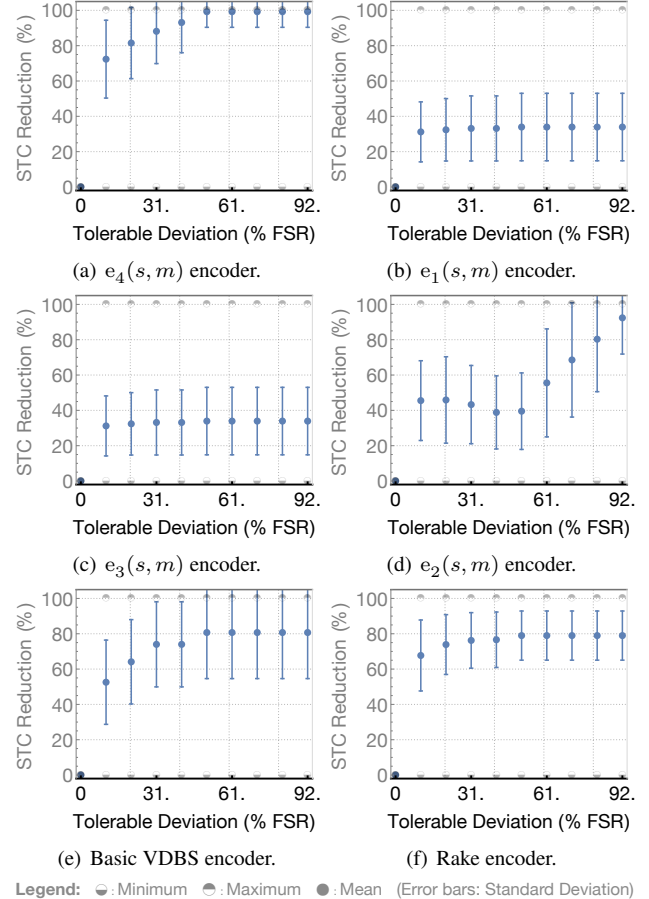 STC Reduction (%)
100
80
60
40
20
0
0 31. 61. 92.
Tolerable Deviation (% FSR)
(a) e4(s, m) encoder.
STC Reduction (%)
100
80
60
40
20
0
0 31. 61. 92.
Tolerable Deviation (% FSR)
(b) e1(s, m) encoder.
STC Reduction (%)
100
80
60
40
20
0
0 31. 61. 92.
Tolerable Deviation (% FSR)
(c) e3(s, m) encoder.
STC Reduction (%)
100
80
60
40
20
0
0 31. 61. 92.
Tolerable Deviation (% FSR)
(d) e2(s, m) encoder.
STC Reduction (%)
100
80
60
40
20
0
0 31. 61. 92.
Tolerable Deviation (% FSR)
(e) Basic VDBS encoder.
STC Reduction (%)
100
80
60
40
20
0
0 31. 61. 92.
Tolerable Deviation (% FSR)
(f) Rake encoder.
Legend: : Minimum : Maximum : Mean (Error bars: Standard Deviation)